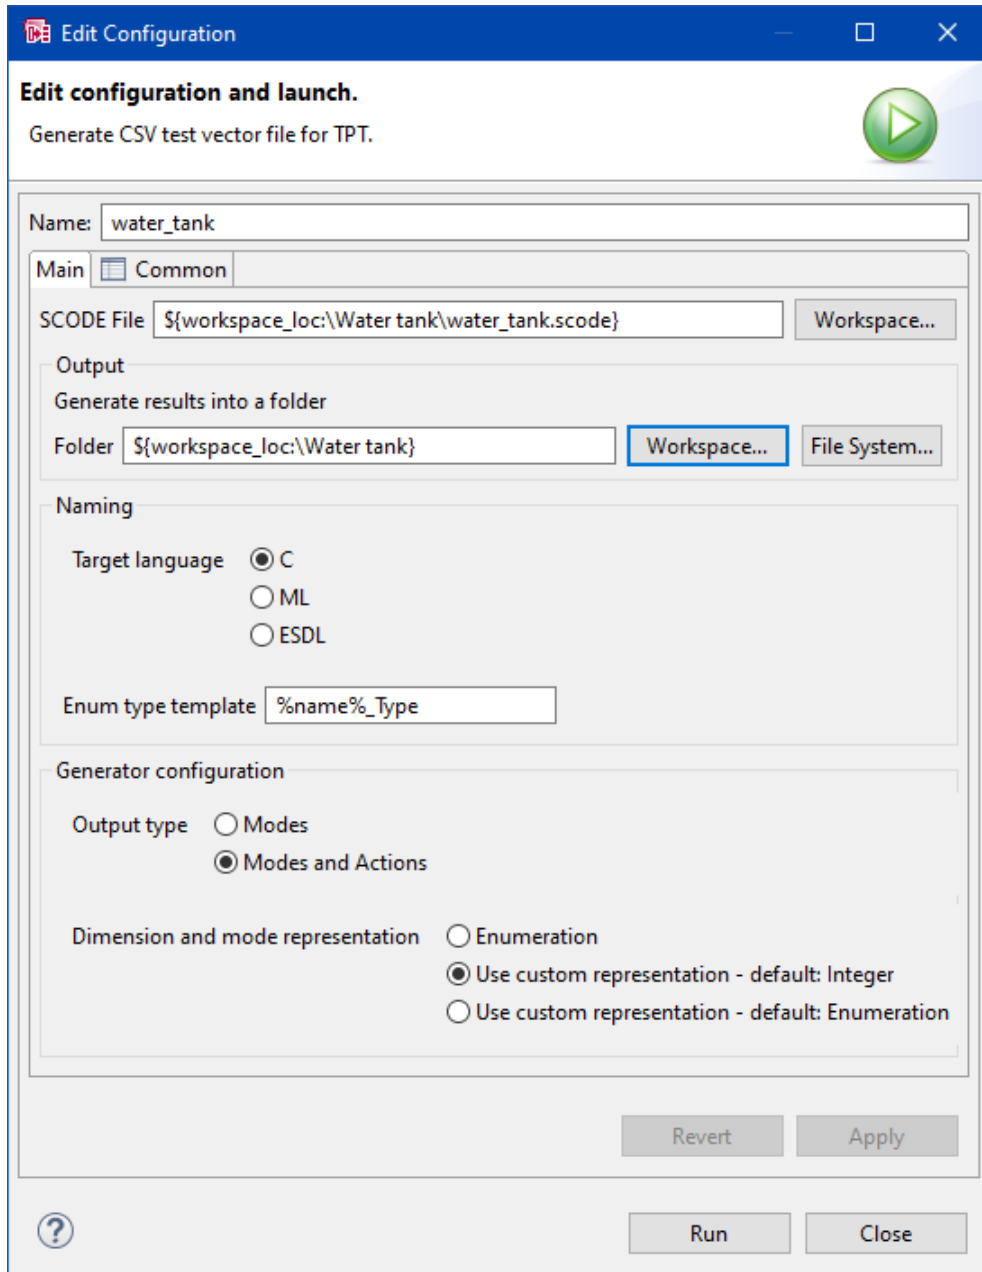 Edit Configuration
Edit configuration and launch.
Generate CSV test vector file for TPT.
Name: water_tank
Main Common
SCODE File ${workspace_loc:\Water tank\water_tank.scode} Workspace...
Output
Generate results into a folder
Folder ${workspace_loc:\Water tank} Workspace... File System...
Naming
Target language C
ML
ESDL
Enum type template %name%_Type
Generator configuration
Output type Modes
Modes and Actions
Dimension and mode representation Enumeration
Use custom representation - default: Integer
Use custom representation - default: Enumeration
Revert Apply
? Run Close